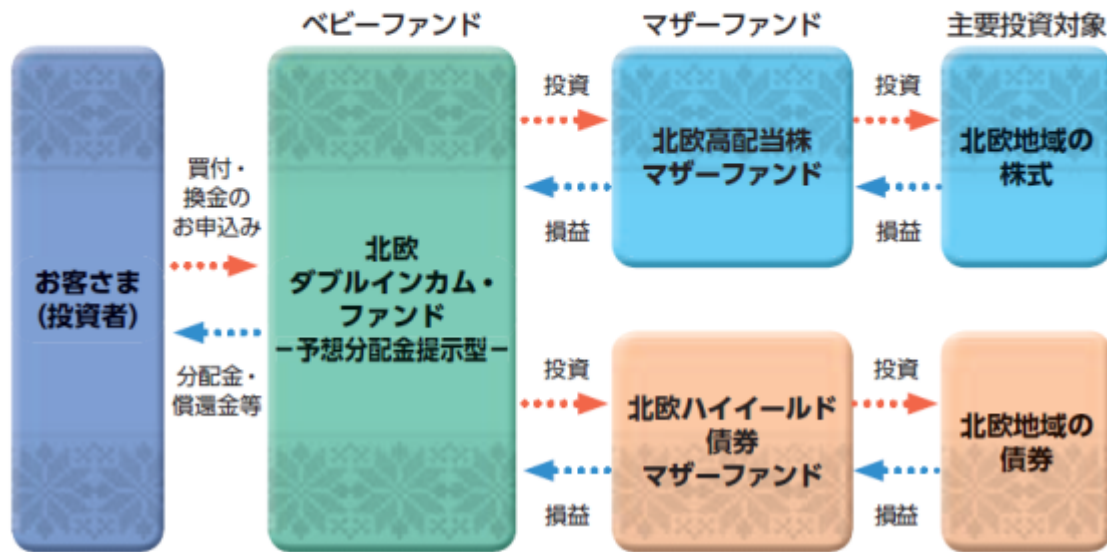 ベビーファンド
マザーファンド
主要投資対象
お客さま
(投資者)
買付・
換金の
お申込み
分配金・
償還金等
北欧
ダブルインカム・
ファンド
－予想分配金提示型－
投資
損益
北欧高配当株
マザーファンド
投資
損益
北欧地域の
株式
投資
損益
北欧ハイイールド
債券
マザーファンド
投資
損益
北欧地域の
債券